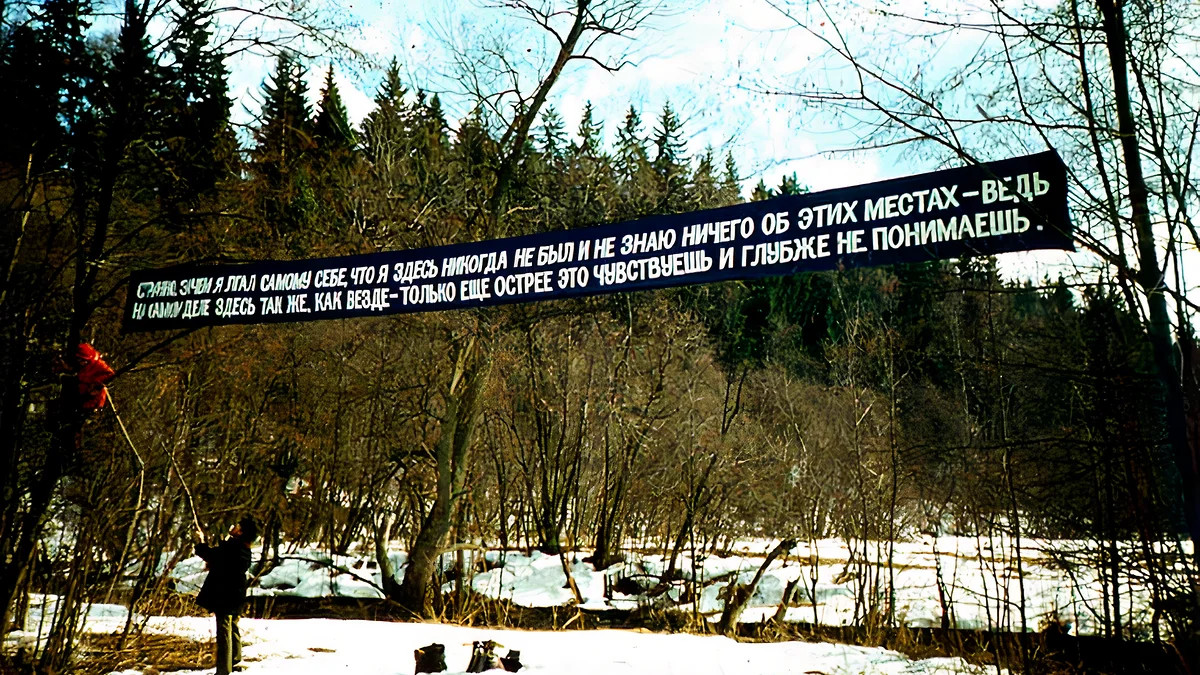 СТРАННО, ЗАЧЕМ Я ЛГАЛ САМОМУ СЕБЕ, ЧТО Я ЗДЕСЬ НИКОГДА НЕ БЫЛ И НЕ ЗНАЮ НИЧЕГО ОБ ЭТИХ МЕСТАХ – ВЕДЬ
НА САМОМ ДЕЛЕ ЗДЕСЬ ТАК ЖЕ, КАК ВЕЗДЕ – ТОЛЬКО ЕЩЕ ОСТРЕЕ ЭТО ЧУВСТВУЕШЬ И ГЛУБЖЕ НЕ ПОНИМАЕШЬ.